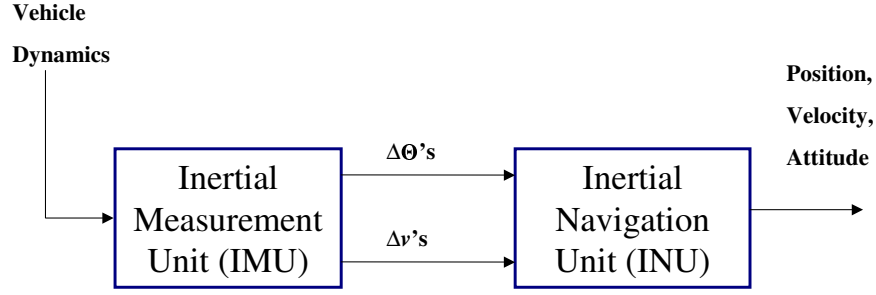 Vehicle
Dynamics
Inertial
Measurement
Unit (IMU)
ΔΘ's
Δv's
Inertial
Navigation
Unit (INU)
Position,
Velocity,
Attitude